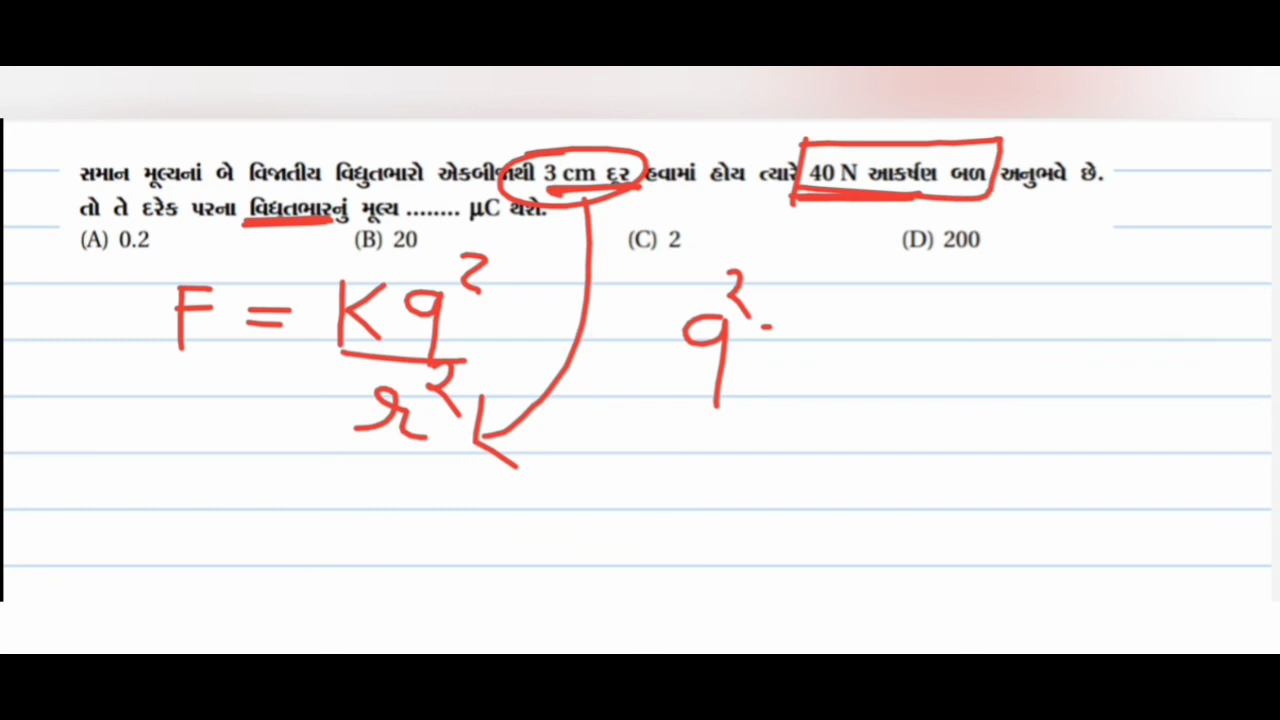 સમાન મૂલ્યનાં બે વિજાતીય વિધુતભારો એકબીજાથી 3 cm દૂર હવામાં હોય ત્યારે 40 N આકર્ષણ બળ અનુભવે છે.
તો તે દરેક પરના વિધુતભારનું મૂલ્ય ........ μC થશે.
(A) 0.2 (B) 20 (C) 2 (D) 200
F = Kq²/r² q² -